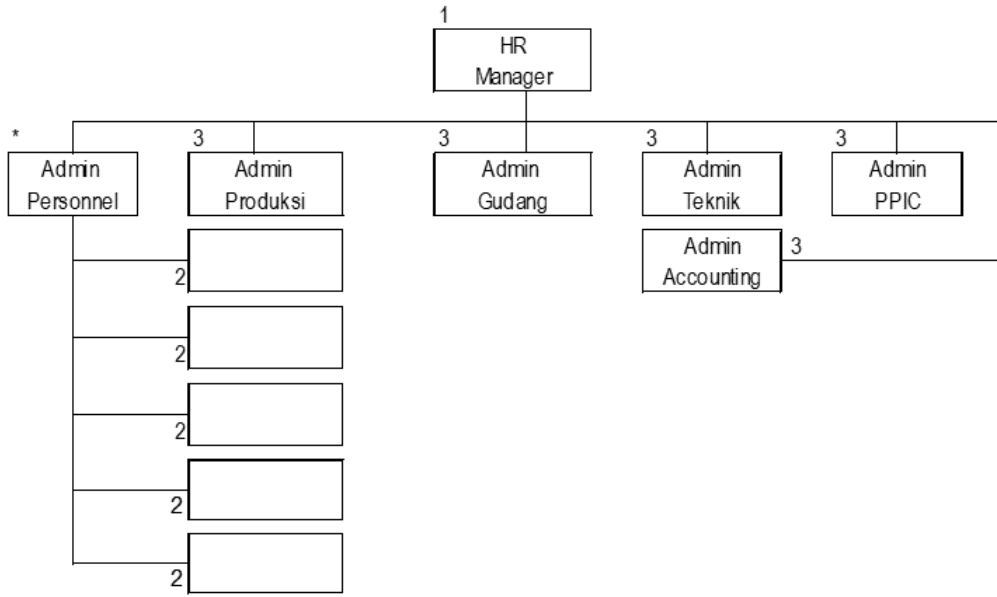 1
HR
Manager
*
Admin
Personnel
3
Admin
Produksi
3
Admin
Gudang
3
Admin
Teknik
3
Admin
PPIC
Admin
Accounting
3
2
2
2
2
2